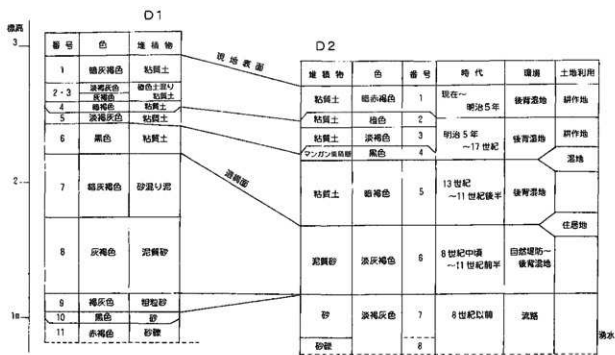 標高
3
2
1m
D1
番号 色 堆積物
1 暗灰褐色 粘質土
2・3 淡褐灰色 橙色土混り
灰褐色 粘質土
4 暗褐色 粘質土
5 淡褐灰色 粘質土
6 黒色 粘質土
7 暗灰褐色 砂混り泥
8 灰褐色 泥質砂
9 褐灰色 粗粒砂
10 黒色 砂
11 赤褐色 砂礫
現地表面
遺構面
D2
堆積物 色 番号 時代 環境 土地利用
粘質土 暗赤褐色 1 現在~明治5年 後背湿地 耕作地
粘質土 橙色 2
粘質土 淡褐色 3 明治5年~17世紀 後背湿地 耕作地
黒色 4
湿地
粘質土 暗褐色 5 13世紀~11世紀後半 後背湿地
住居地
泥質砂 淡灰褐色 6 8世紀中頃~11世紀前半 自然堤防~後背湿地
砂 淡褐灰色 7 8世紀以前 流路
砂礫 8
湧水